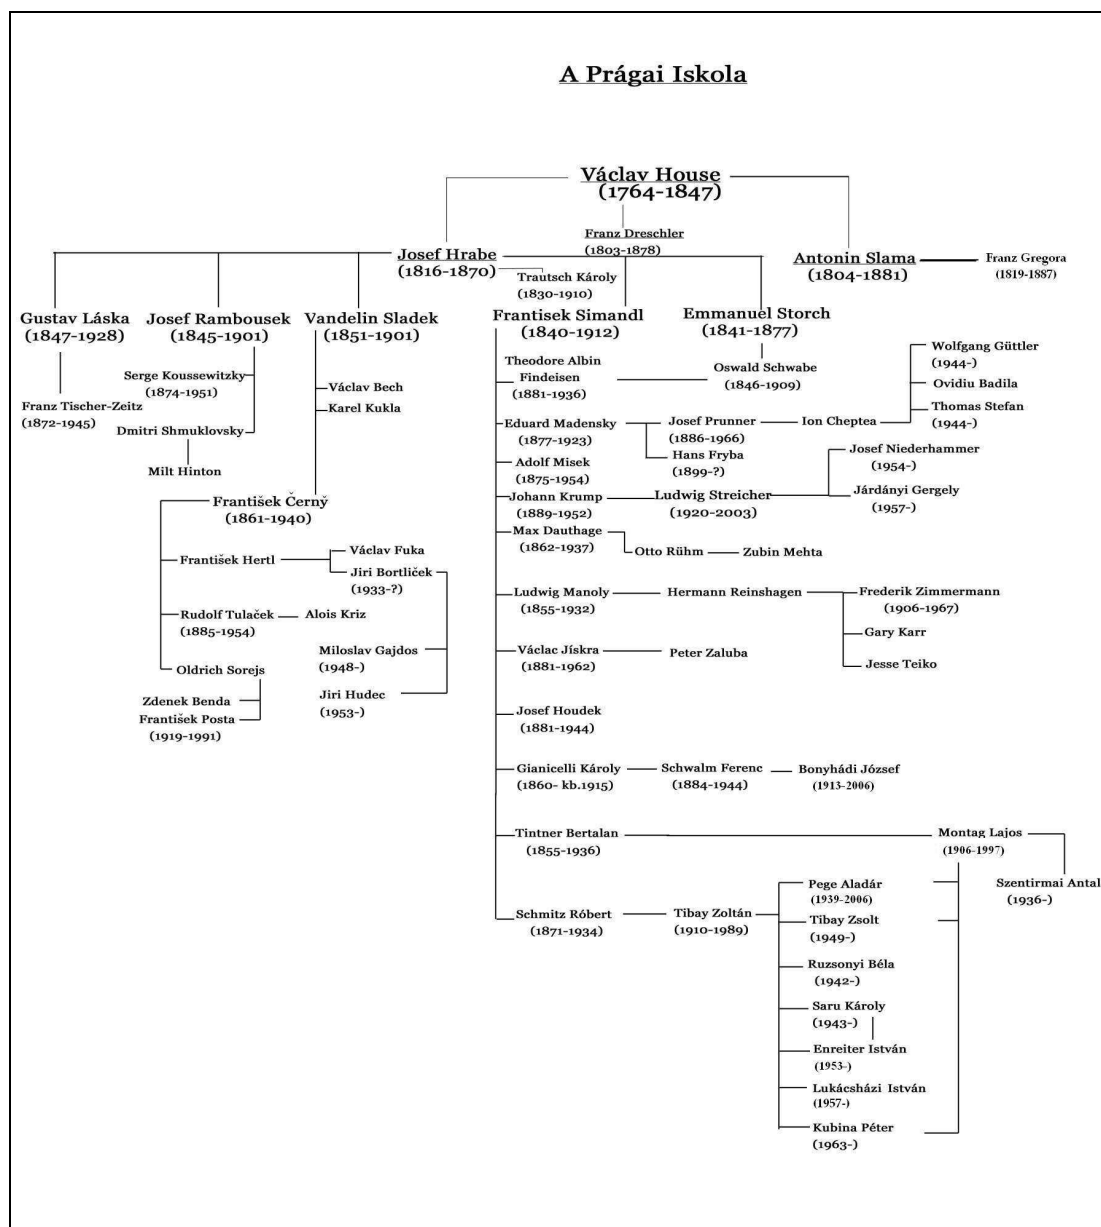 A Prágai Iskola
Václav House
(1764-1847)
Franz Dreschler
(1803-1878)
Josef Hrabe
(1816-1870)
Antonin Slama
(1804-1881)
Franz Gregora
(1819-1887)
Trautsch Károly
(1830-1910)
Gustav Láska
(1847-1928)
Josef Rambousek
(1845-1901)
Vandelin Sladek
(1851-1901)
Frantisek Simandl
(1840-1912)
Emmanuel Storch
(1841-1877)
Franz Tischer-Zeitz
(1872-1945)
Serge Koussewitzky
(1874-1951)
Dmitri Shmuklovsky
Milt Hinton
Václav Bech
Karel Kukla
František Černý
(1861-1940)
František Hertl
Václav Fuka
Jiri Bortlíček
(1933-?)
Rudolf Tulaček
(1885-1954)
Alois Kriz
Miloslav Gajdos
(1948-)
Jiri Hudec
(1953-)
Oldrich Sorejs
Zdenek Benda
František Posta
(1919-1991)
Theodore Albin
Findeisen
(1881-1936)
Oswald Schwabe
(1846-1909)
Eduard Madensky
(1877-1923)
Josef Prunner
(1886-1966)
Ion Cheptea
Wolfgang Güttler
(1944-)
Ovidiu Badila
Thomas Stefan
(1944-)
Hans Fryba
(1899-?)
Adolf Misek
(1875-1954)
Johann Krump
(1889-1952)
Ludwig Streicher
(1920-2003)
Josef Niederhammer
(1954-)
Járdányi Gergely
(1957-)
Max Dauthage
(1862-1937)
Otto Rühm
Zubin Mehta
Ludwig Manoly
(1855-1932)
Hermann Reinshagen
Frederik Zimmermann
(1906-1967)
Gary Karr
Jesse Teiko
Václac Jískra
(1881-1962)
Peter Zaluba
Josef Houdek
(1881-1944)
Gianicelli Károly
(1860- kb.1915)
Schwalm Ferenc
(1884-1944)
Bonyhádi József
(1913-2006)
Tintner Bertalan
(1855-1936)
Montag Lajos
(1906-1997)
Szentirmai Antal
(1936-)
Schmitz Róbert
(1871-1934)
Tibay Zoltán
(1910-1989)
Pege Aladár
(1939-2006)
Tibay Zsolt
(1949-)
Ruzsonyi Béla
(1942-)
Saru Károly
(1943-)
Enreiter István
(1953-)
Lukácsházi István
(1957-)
Kubina Péter
(1963-)